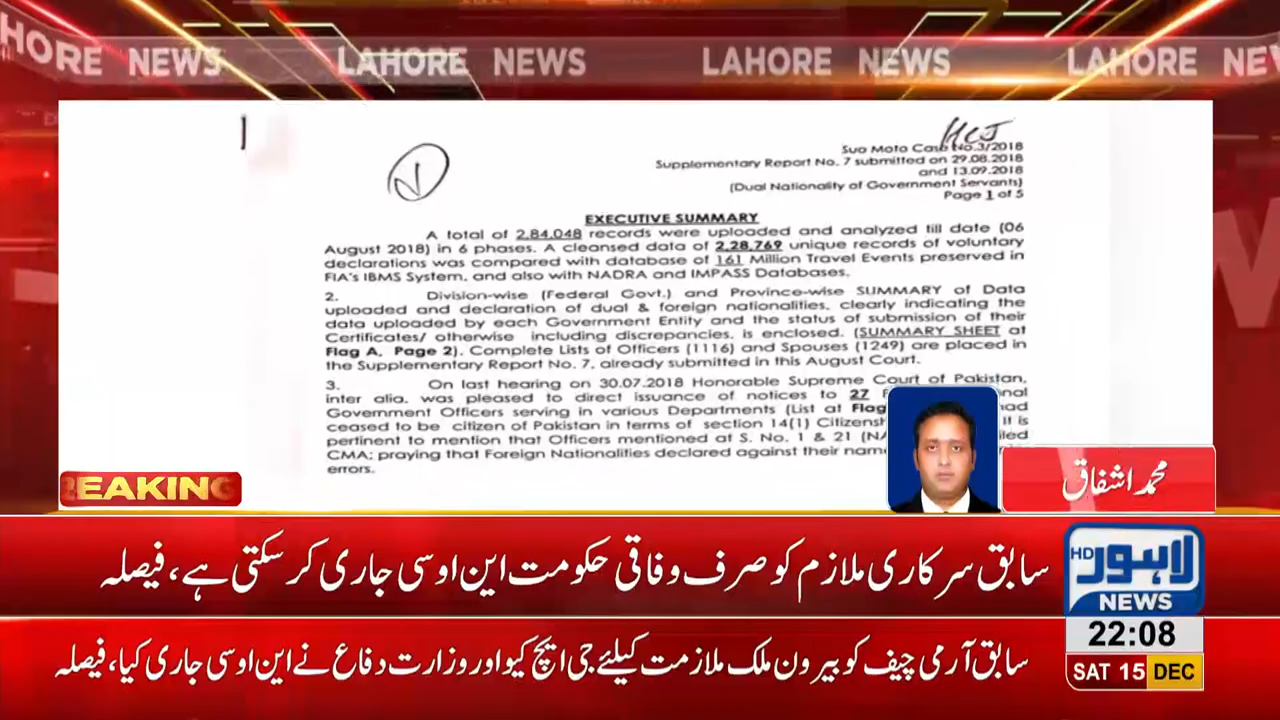 LAHORE NEWS LAHORE NEWS LAHORE NEWS LAHORE NEWS
1
HCJ
Suo Moto Case No.3/2018
Supplementary Report No. 7 submitted on 29.08.2018
and 13.09.2018
(Dual Nationality of Government Servants)
Page 1 of 5
EXECUTIVE SUMMARY
A total of 2,84,048 records were uploaded and analyzed till date (06
August 2018) in 6 phases. A cleansed data of 2,28,769 unique records of voluntary
declarations was compared with database of 161 Million Travel Events preserved in
FIA's IBMS System, and also with NADRA and IMPASS Databases.
2. Division-wise (Federal Govt.) and Province-wise SUMMARY of Data
uploaded and declaration of dual & foreign nationalities, clearly indicating the
data uploaded by each Government Entity and the status of submission of their
Certificates/ otherwise including discrepancies, is enclosed. (SUMMARY SHEET at
Flag A, Page 2). Complete Lists of Officers (1116) and Spouses (1249) are placed in
the Supplementary Report No. 7, already submitted in this August Court.
3. On last hearing on 30.07.2018 Honorable Supreme Court of Pakistan,
inter alia, was pleased to direct issuance of notices to 27
Government Officers serving in various Departments (List at Flag
ceased to be citizen of Pakistan in terms of section 14(1) It is
pertinent to mention that Officers mentioned at S. No. 1 & 21
CMA; praying that Foreign Nationalities declared against their
errors.
محمد اشفاق
BREAKING
سابق سرکاری ملازم کو صرف وفاقی حکومت این او سی جاری کر سکتی ہے، فیصلہ
HD لاہور
NEWS
22:08
سابق آرمی چیف کو بیرون ملک ملازمت کیلئے جی ایچ کیو اور وزارت دفاع نے این او سی جاری کیا، فیصلہ
SAT 15 DEC